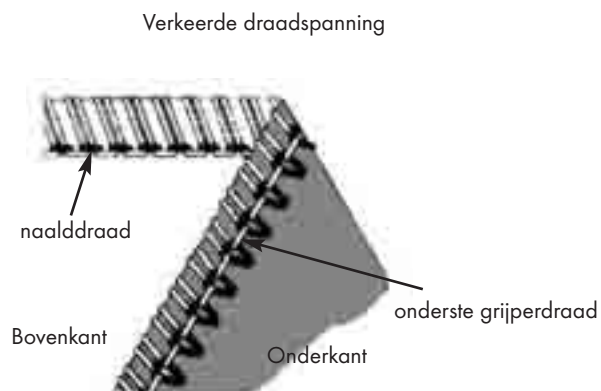 Verkeerde draadspanning
naalddraad
onderste grijperdraad
Bovenkant
Onderkant